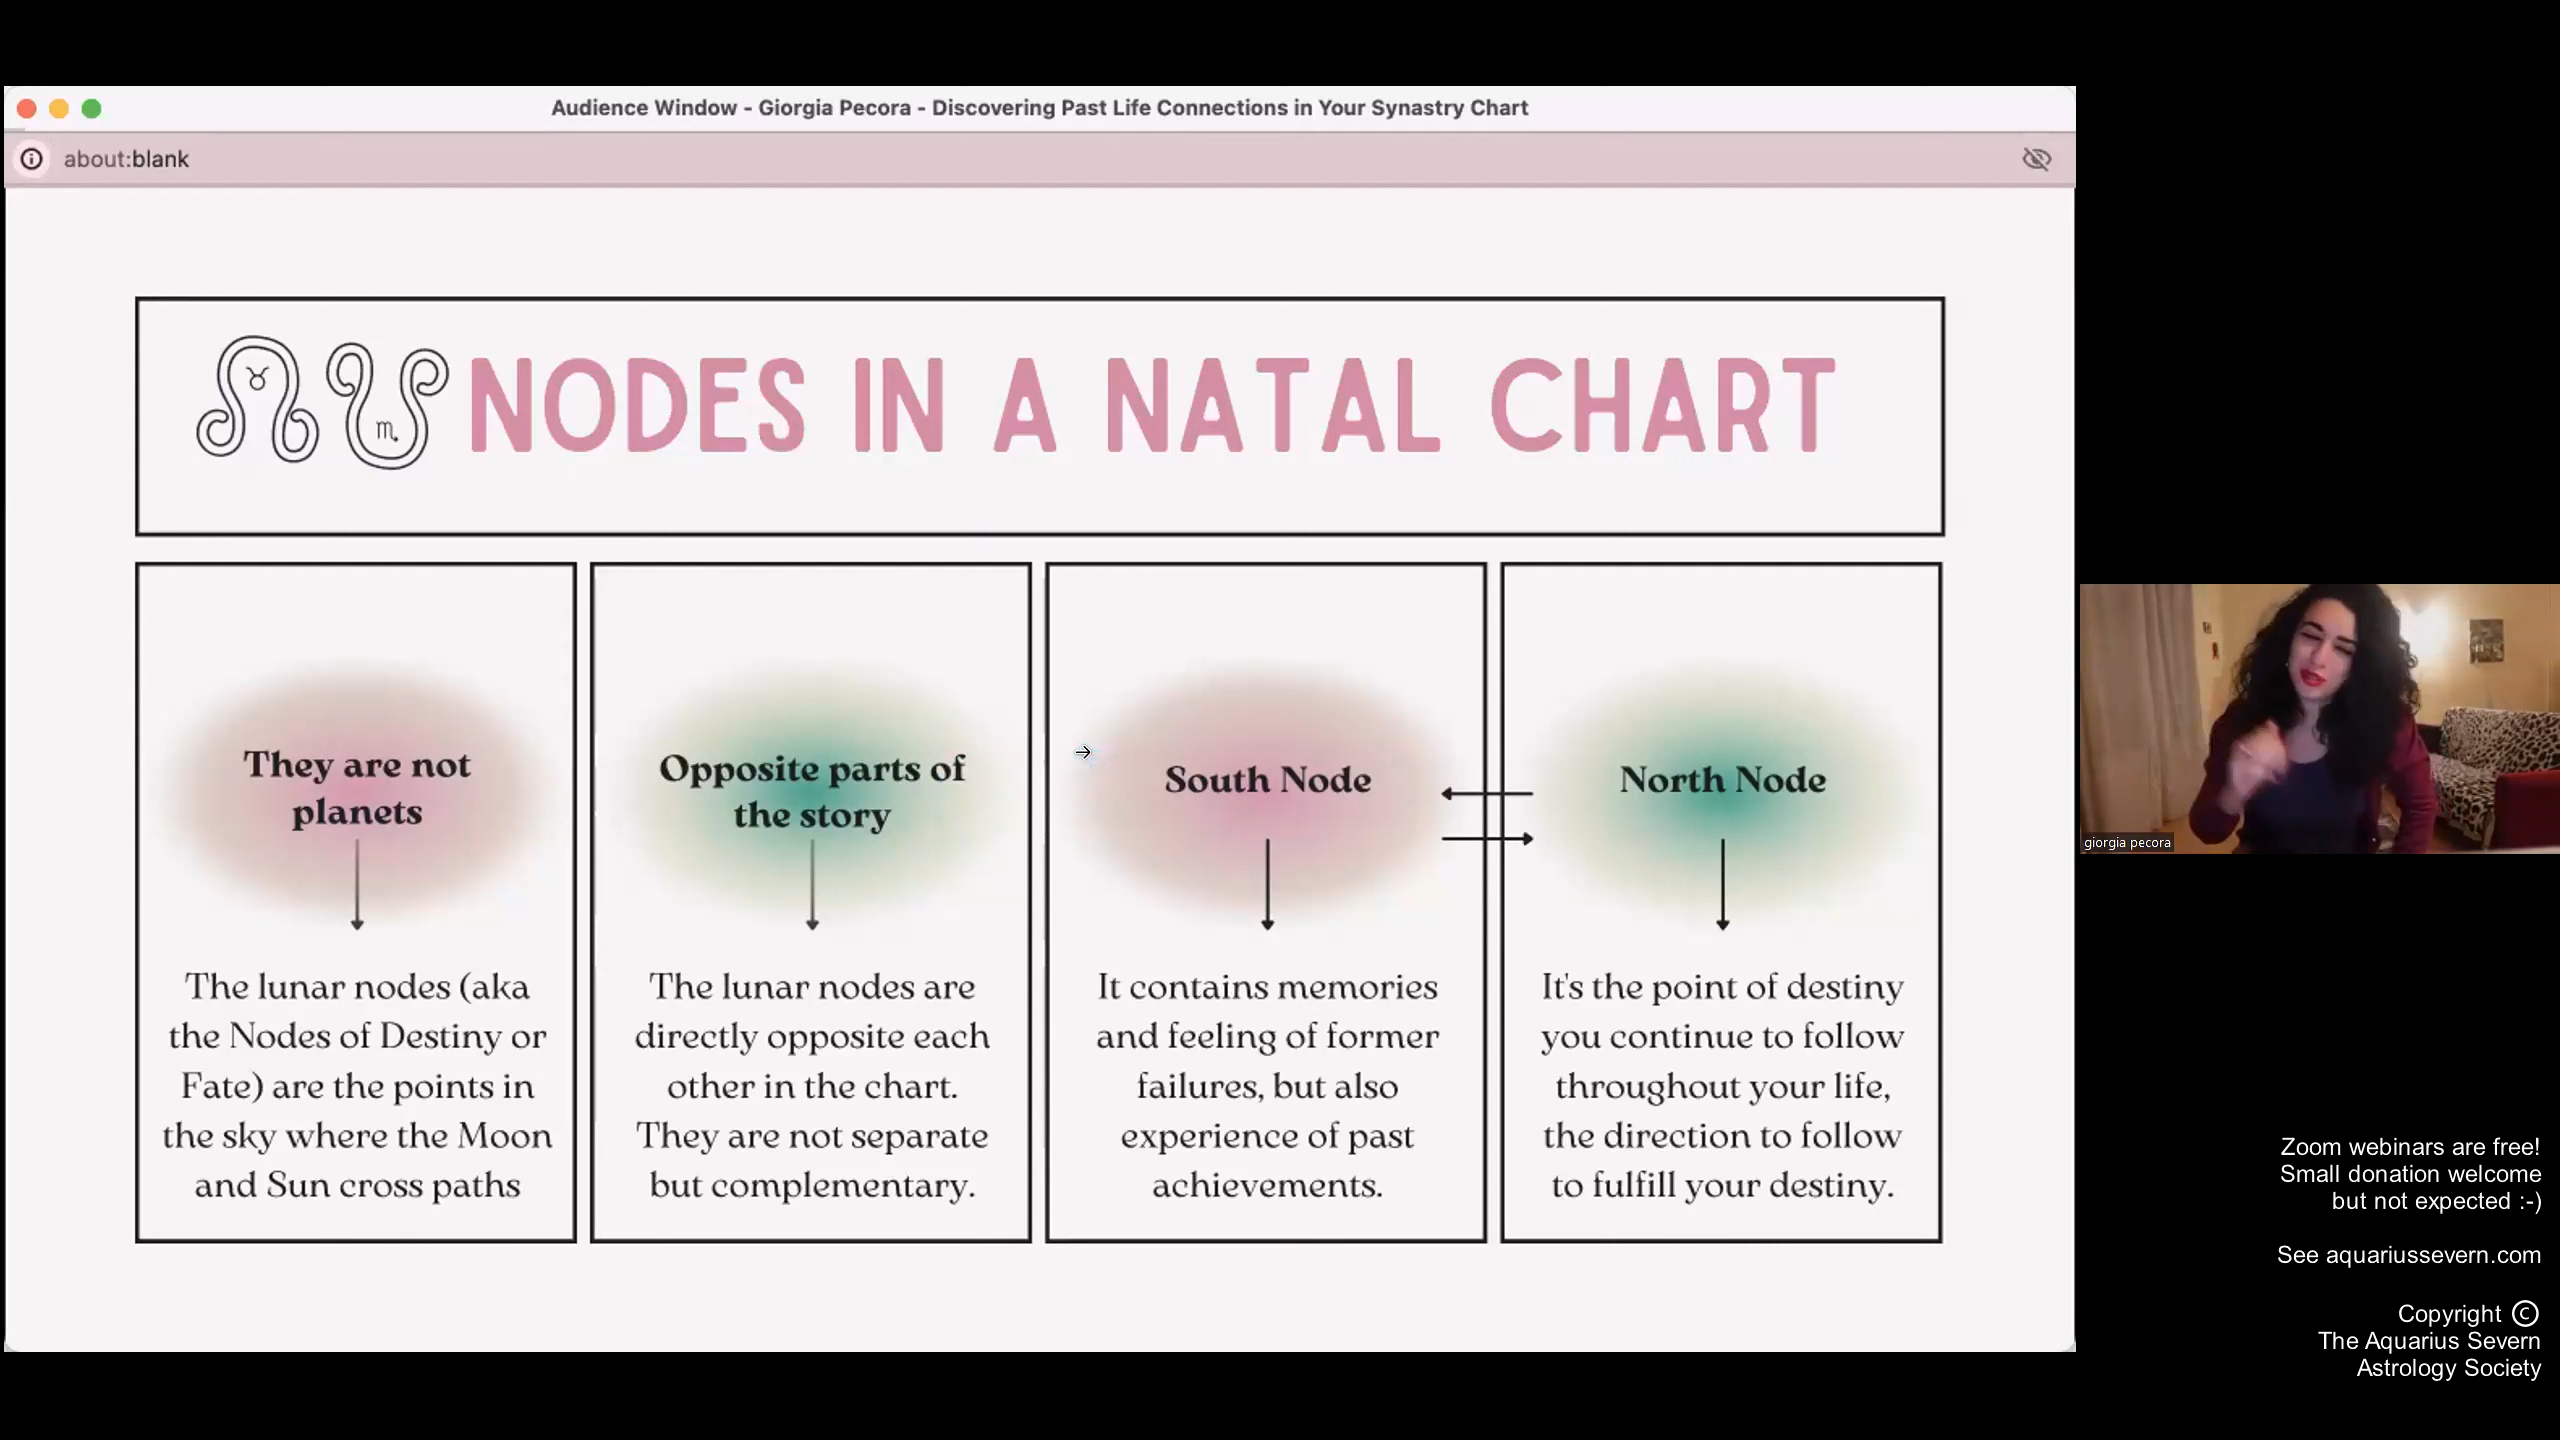 Audience Window - Giorgia Pecora - Discovering Past Life Connections in Your Synastry Chart
about:blank
NODES IN A NATAL CHART
They are not
planets
The lunar nodes (aka
the Nodes of Destiny or
Fate) are the points in
the sky where the Moon
and Sun cross paths
Opposite parts of
the story
The lunar nodes are
directly opposite each
other in the chart.
They are not separate
but complementary.
South Node
It contains memories
and feeling of former
failures, but also
experience of past
achievements.
North Node
It's the point of destiny
you continue to follow
throughout your life,
the direction to follow
to fulfill your destiny.
giorgia pecora
Zoom webinars are free!
Small donation welcome
but not expected :-)
See aquariussevern.com
Copyright ©
The Aquarius Severn
Astrology Society